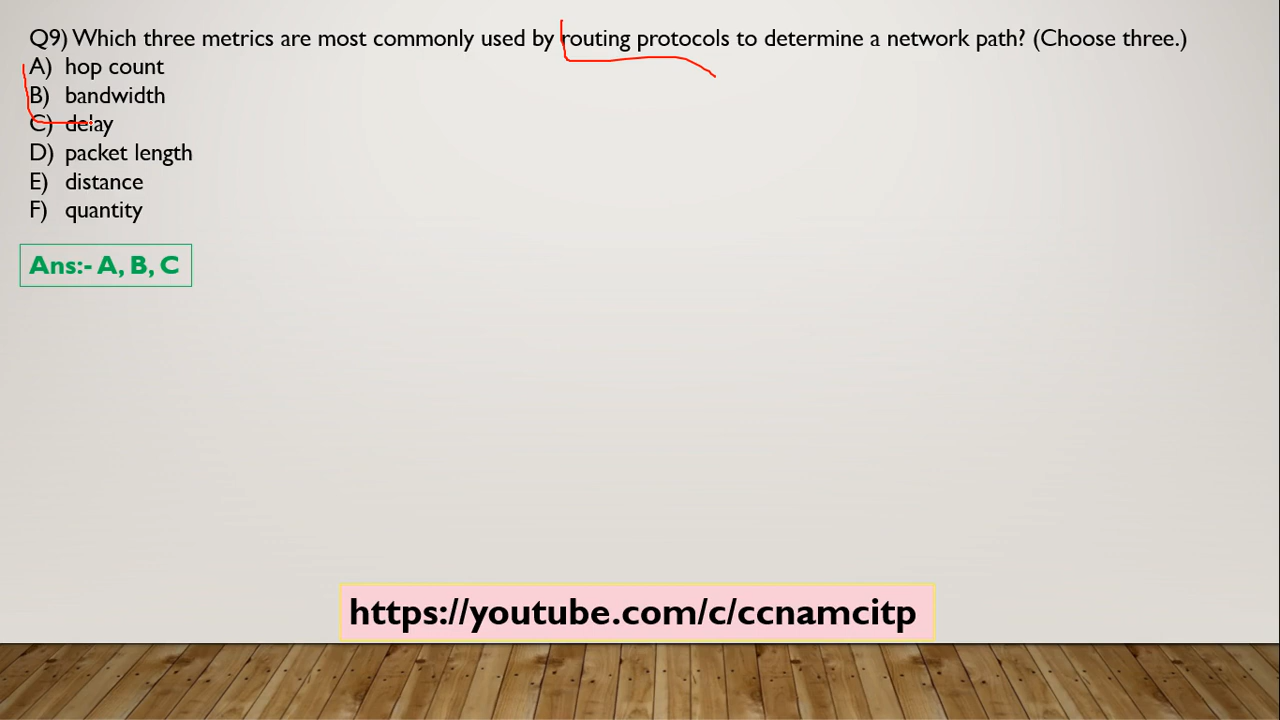 Q9) Which three metrics are most commonly used by routing protocols to determine a network path? (Choose three.)
A) hop count
B) bandwidth
C) delay
D) packet length
E) distance
F) quantity
Ans:- A, B, C
https://youtube.com/c/ccnamcitp